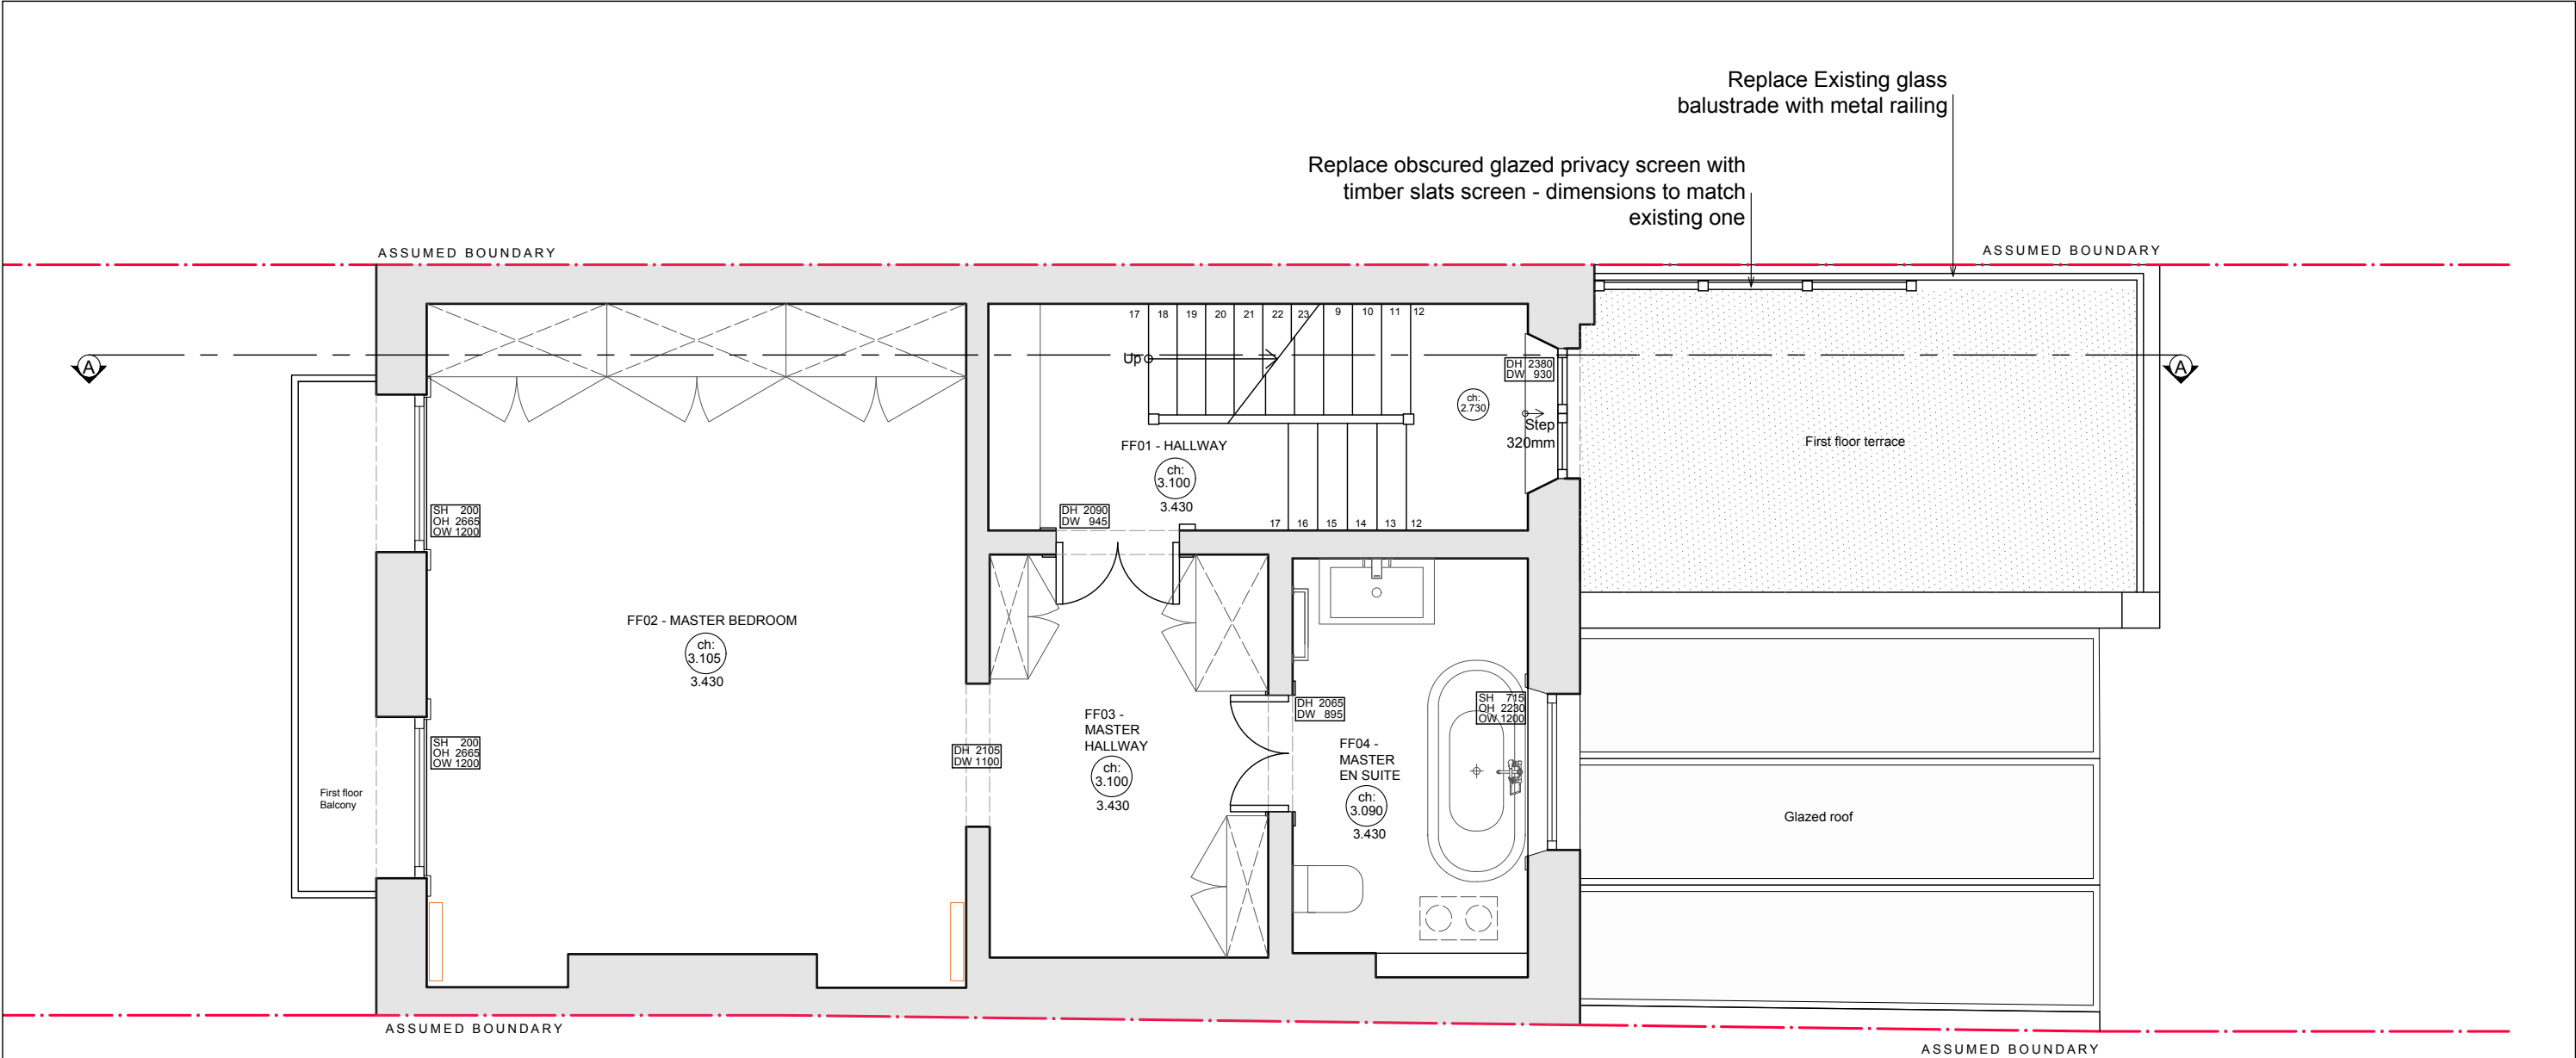 Replace Existing glass
balustrade with metal railing
Replace obscured glazed privacy screen with
timber slats screen - dimensions to match
existing one
ASSUMED BOUNDARY
ASSUMED BOUNDARY
17 18 19 20 21 22 23 9 10 11 12
Up
A
A
DH 2380
DW 930
ch:
2.730
Step
320mm
First floor terrace
FF01 - HALLWAY
ch:
3.100
3.430
SH 200
OH 2665
OW 1200
DH 2090
DW 945
17 16 15 14 13 12
FF02 - MASTER BEDROOM
ch:
3.105
3.430
SH 200
OH 2665
OW 1200
DH 2105
DW 1100
FF03 -
MASTER
HALLWAY
ch:
3.100
3.430
DH 2065
DW 895
SH 715
OH 2230
OW 1200
FF04 -
MASTER
EN SUITE
ch:
3.090
3.430
First floor
Balcony
Glazed roof
ASSUMED BOUNDARY
ASSUMED BOUNDARY